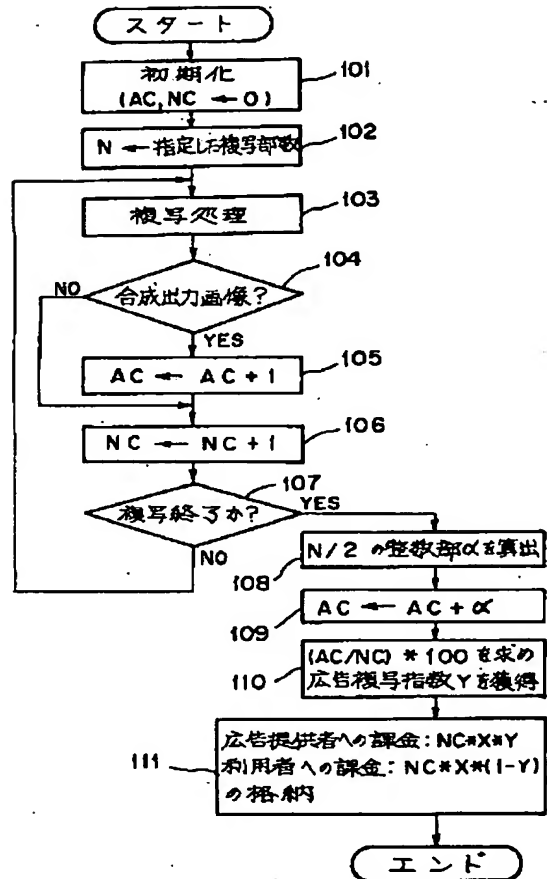 スタート
初期化
(AC,NC ← 0)
101
N ← 指定した複写部数
102
複写処理
103
合成出力画像?
104
NO
YES
AC ← AC + 1
105
NC ← NC + 1
106
複写終了か?
107
YES
NO
N/2 の整数部αを算出
108
AC ← AC + α
109
(AC/NC) * 100 を求め
広告複写指数Yを獲得
110
広告提供者への課金: NC*X*Y
利用者への課金: NC*X*(1-Y)
の格納
111
エンド